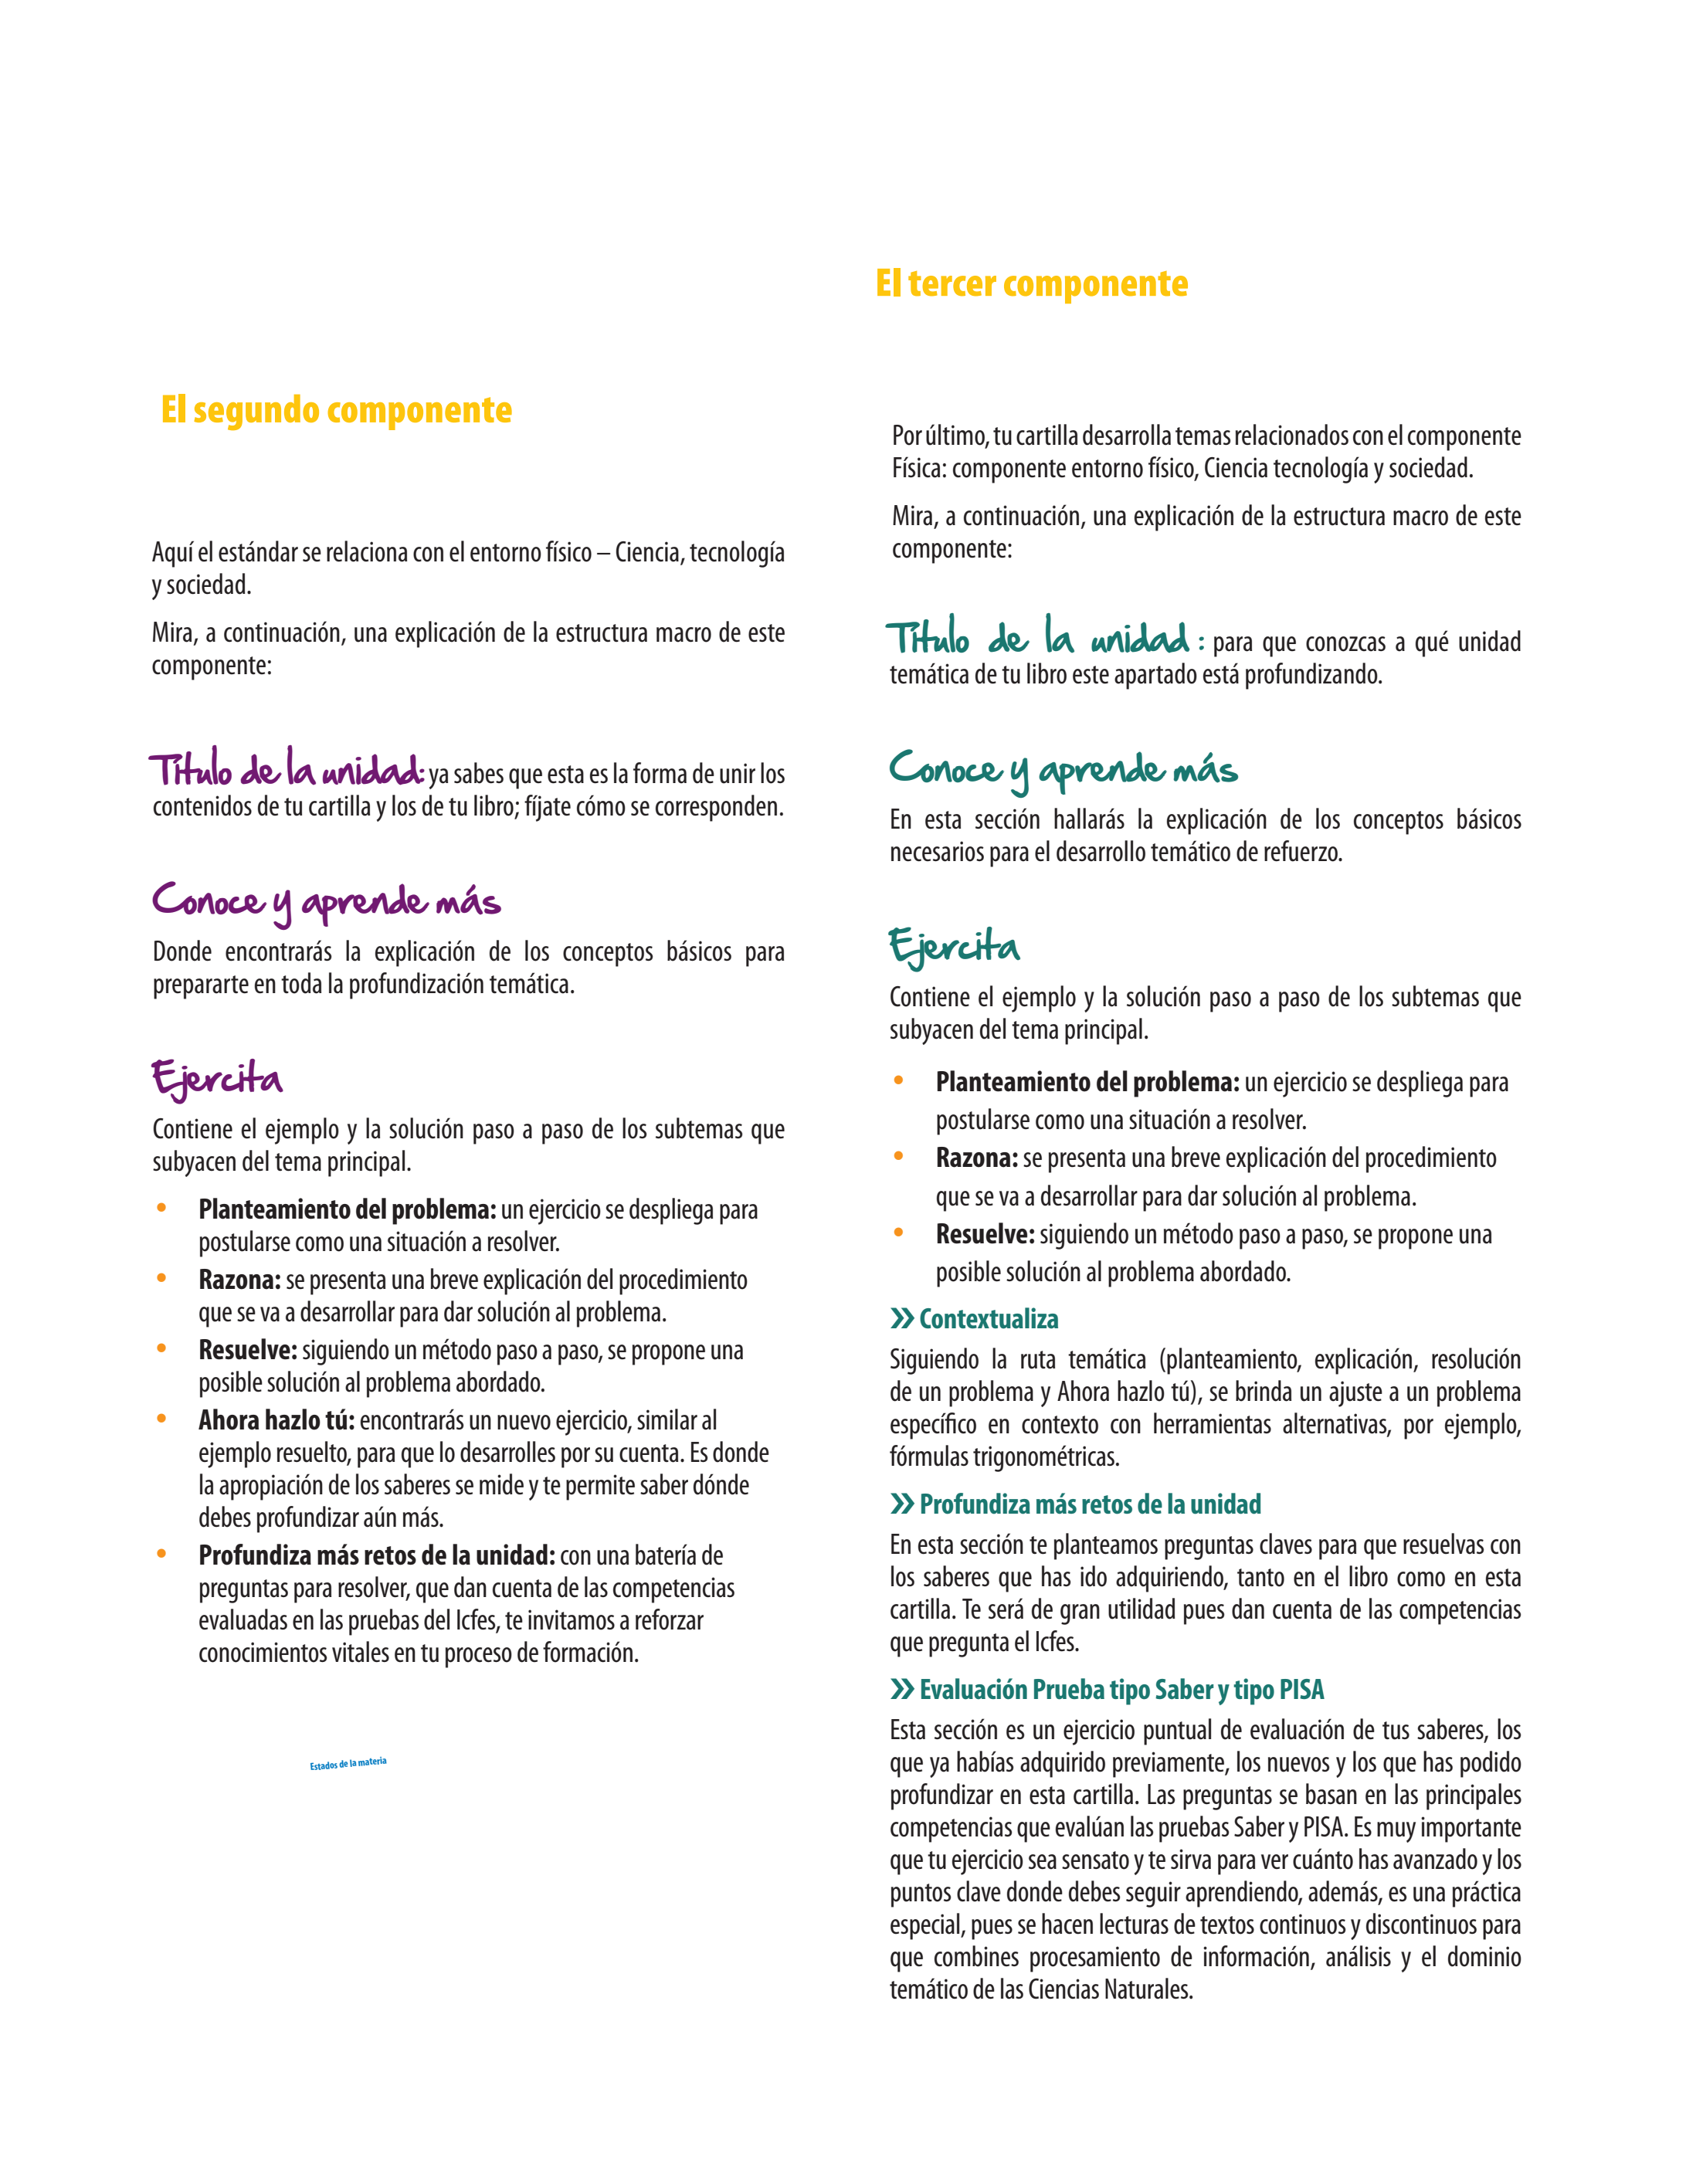 El segundo componente
Aquí el estándar se relaciona con el entorno físico – Ciencia, tecnología
y sociedad.
Mira, a continuación, una explicación de la estructura macro de este
componente:
Título de la unidad: ya sabes que esta es la forma de unir los
contenidos de tu cartilla y los de tu libro; fíjate cómo se corresponden.
Conoce y aprende más
Donde encontrarás la explicación de los conceptos básicos para
prepararte en toda la profundización temática.
Ejercita
Contiene el ejemplo y la solución paso a paso de los subtemas que
subyacen del tema principal.
• Planteamiento del problema: un ejercicio se despliega para
postularse como una situación a resolver.
• Razona: se presenta una breve explicación del procedimiento
que se va a desarrollar para dar solución al problema.
• Resuelve: siguiendo un método paso a paso, se propone una
posible solución al problema abordado.
• Ahora hazlo tú: encontrarás un nuevo ejercicio, similar al
ejemplo resuelto, para que lo desarrolles por su cuenta. Es donde
la apropiación de los saberes se mide y te permite saber dónde
debes profundizar aún más.
• Profundiza más retos de la unidad: con una batería de
preguntas para resolver, que dan cuenta de las competencias
evaluadas en las pruebas del Icfes, te invitamos a reforzar
conocimientos vitales en tu proceso de formación.
Estados de la materia
El tercer componente
Por último, tu cartilla desarrolla temas relacionados con el componente
Física: componente entorno físico, Ciencia tecnología y sociedad.
Mira, a continuación, una explicación de la estructura macro de este
componente:
Título de la unidad : para que conozcas a qué unidad
temática de tu libro este apartado está profundizando.
Conoce y aprende más
En esta sección hallarás la explicación de los conceptos básicos
necesarios para el desarrollo temático de refuerzo.
Ejercita
Contiene el ejemplo y la solución paso a paso de los subtemas que
subyacen del tema principal.
• Planteamiento del problema: un ejercicio se despliega para
postularse como una situación a resolver.
• Razona: se presenta una breve explicación del procedimiento
que se va a desarrollar para dar solución al problema.
• Resuelve: siguiendo un método paso a paso, se propone una
posible solución al problema abordado.
» Contextualiza
Siguiendo la ruta temática (planteamiento, explicación, resolución
de un problema y Ahora hazlo tú), se brinda un ajuste a un problema
específico en contexto con herramientas alternativas, por ejemplo,
fórmulas trigonométricas.
» Profundiza más retos de la unidad
En esta sección te planteamos preguntas claves para que resuelvas con
los saberes que has ido adquiriendo, tanto en el libro como en esta
cartilla. Te será de gran utilidad pues dan cuenta de las competencias
que pregunta el Icfes.
» Evaluación Prueba tipo Saber y tipo PISA
Esta sección es un ejercicio puntual de evaluación de tus saberes, los
que ya habías adquirido previamente, los nuevos y los que has podido
profundizar en esta cartilla. Las preguntas se basan en las principales
competencias que evalúan las pruebas Saber y PISA. Es muy importante
que tu ejercicio sea sensato y te sirva para ver cuánto has avanzado y los
puntos clave donde debes seguir aprendiendo, además, es una práctica
especial, pues se hacen lecturas de textos continuos y discontinuos para
que combines procesamiento de información, análisis y el dominio
temático de las Ciencias Naturales.